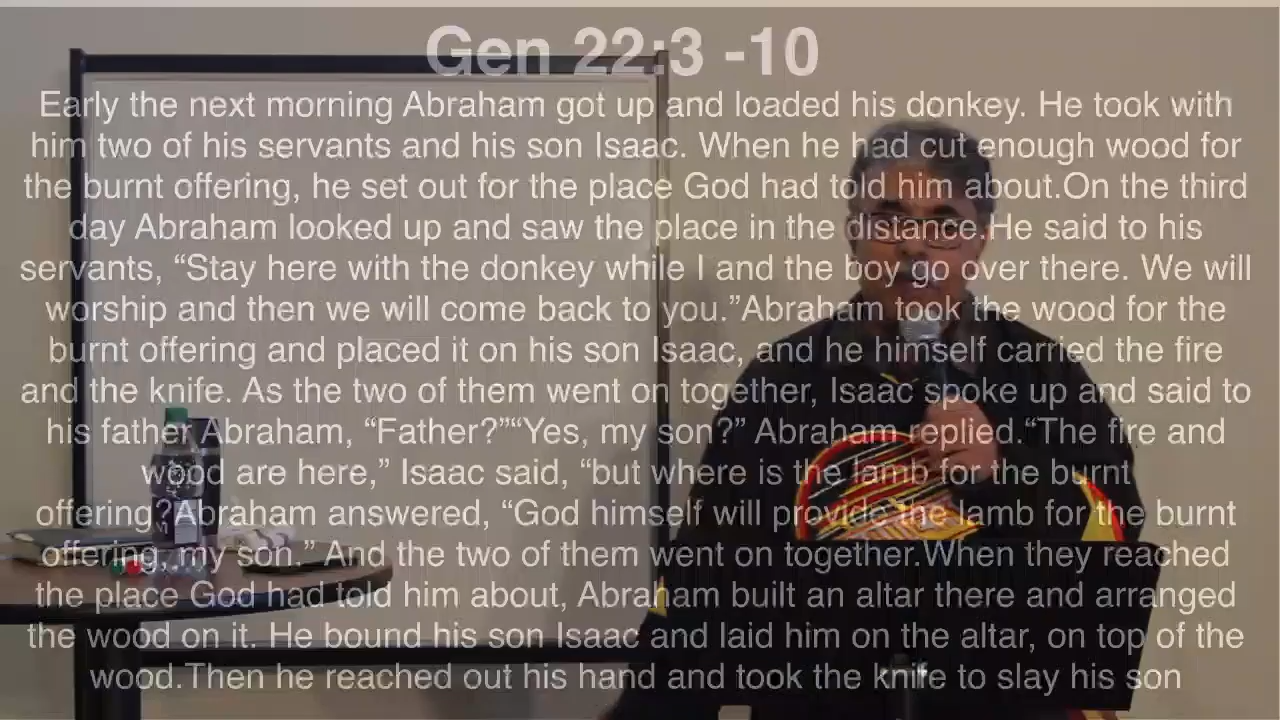 Gen 22:3 -10
Early the next morning Abraham got up and loaded his donkey. He took with
him two of his servants and his son Isaac. When he had cut enough wood for
the burnt offering, he set out for the place God had told him about.On the third
day Abraham looked up and saw the place in the distance.He said to his
servants, “Stay here with the donkey while I and the boy go over there. We will
worship and then we will come back to you.”Abraham took the wood for the
burnt offering and placed it on his son Isaac, and he himself carried the fire
and the knife. As the two of them went on together, Isaac spoke up and said to
his father Abraham, “Father?”“Yes, my son?” Abraham replied.“The fire and
wood are here,” Isaac said, “but where is the lamb for the burnt
offering?Abraham answered, “God himself will provide the lamb for the burnt
offering, my son.” And the two of them went on together.When they reached
the place God had told him about, Abraham built an altar there and arranged
the wood on it. He bound his son Isaac and laid him on the altar, on top of the
wood.Then he reached out his hand and took the knife to slay his son